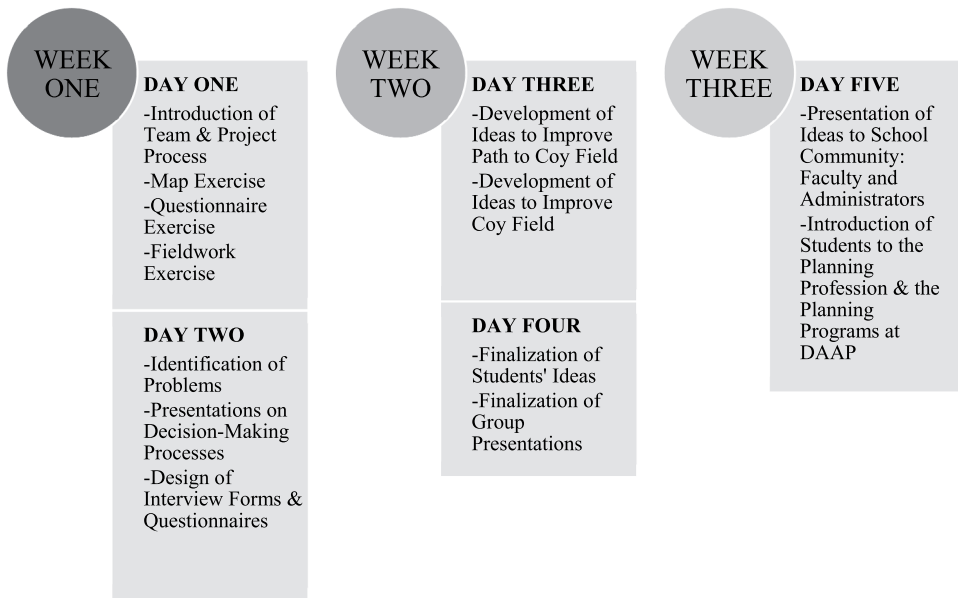 WEEK
ONE
DAY ONE
-Introduction of
Team & Project
Process
-Map Exercise
-Questionnaire
Exercise
-Fieldwork
Exercise
DAY TWO
-Identification of
Problems
-Presentations on
Decision-Making
Processes
-Design of
Interview Forms &
Questionnaires
WEEK
TWO
DAY THREE
-Development of
Ideas to Improve
Path to Coy Field
-Development of
Ideas to Improve
Coy Field
DAY FOUR
-Finalization of
Students' Ideas
-Finalization of
Group
Presentations
WEEK
THREE
DAY FIVE
-Presentation of
Ideas to School
Community:
Faculty and
Administrators
-Introduction of
Students to the
Planning
Profession & the
Planning
Programs at
DAAP